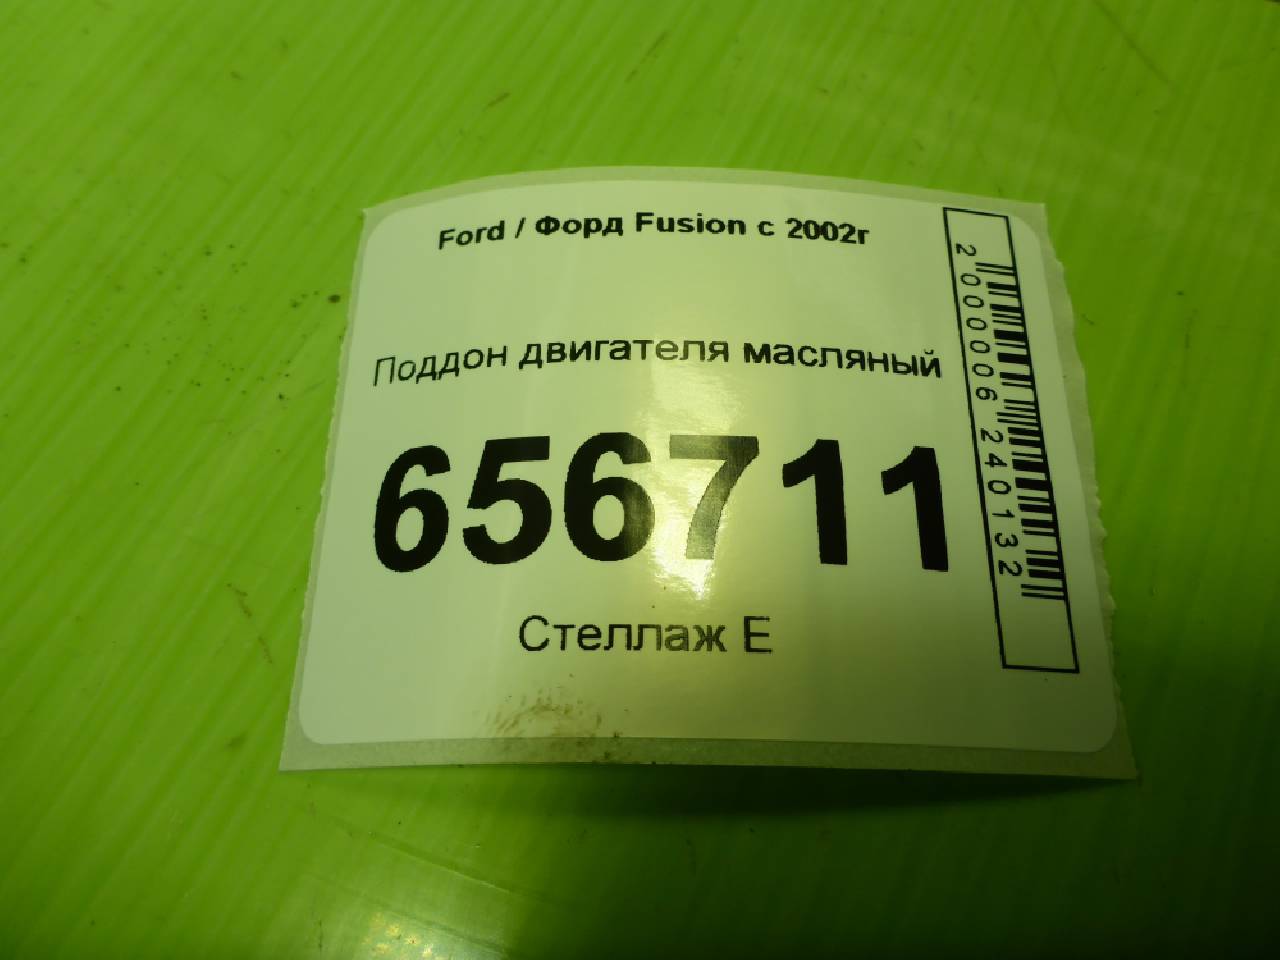 Ford / Форд Fusion с 2002г
Поддон двигателя масляный
656711
Стеллаж Е
2000006240132